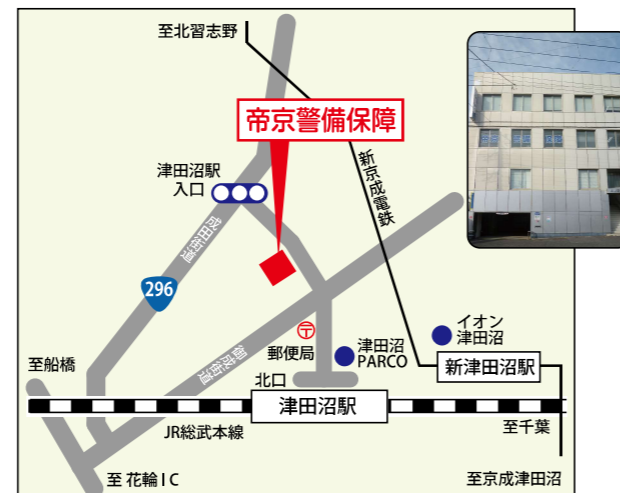 至北習志野
帝京警備保障
新京成電鉄
津田沼駅
入口
成田街道
296
御成街道
〒
郵便局
津田沼
PARCO
イオン
津田沼
新津田沼駅
北口
至船橋
津田沼駅
JR総武本線
至千葉
至 花輪IC
至京成津田沼